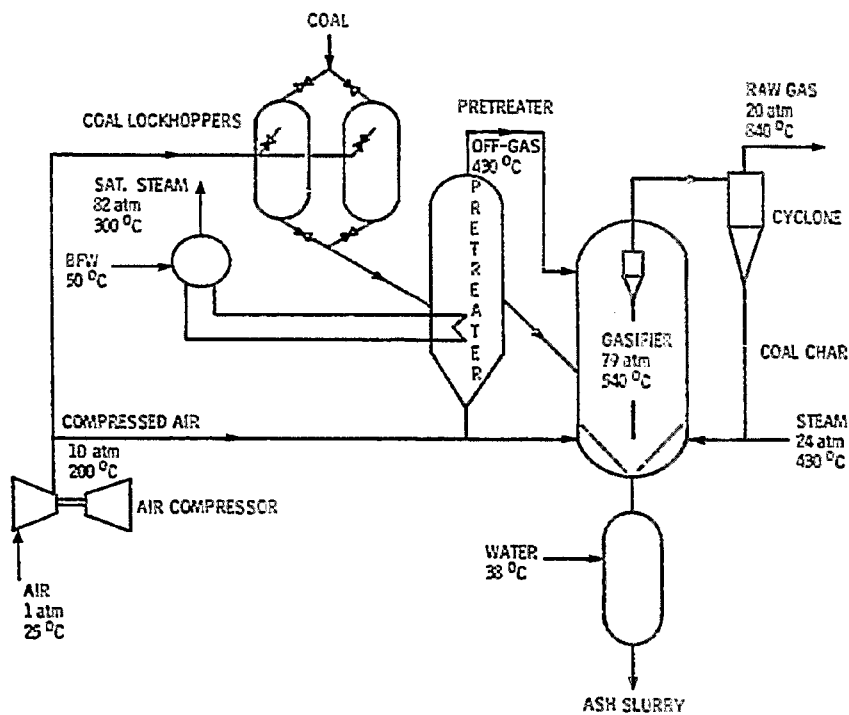 COAL
COAL LOCKHOPPERS
PRETREATER
OFF-GAS
430 °C
RAW GAS
20 atm
840 °C
SAT. STEAM
82 atm
300 °C
BFW
50 °C
PRETREATER
CYCLONE
GASIFIER
79 atm
540 °C
COAL CHAR
COMPRESSED AIR
10 atm
200 °C
STEAM
24 atm
430 °C
AIR COMPRESSOR
WATER
38 °C
AIR
1 atm
25 °C
ASH SLURRY